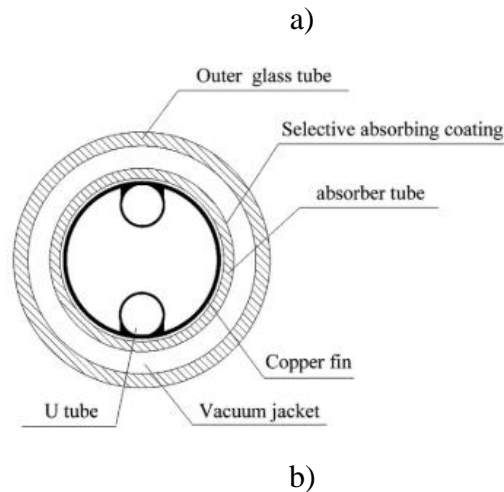 a)
Outer glass tube
Selective absorbing coating
absorber tube
Copper fin
U tube
Vacuum jacket
b)